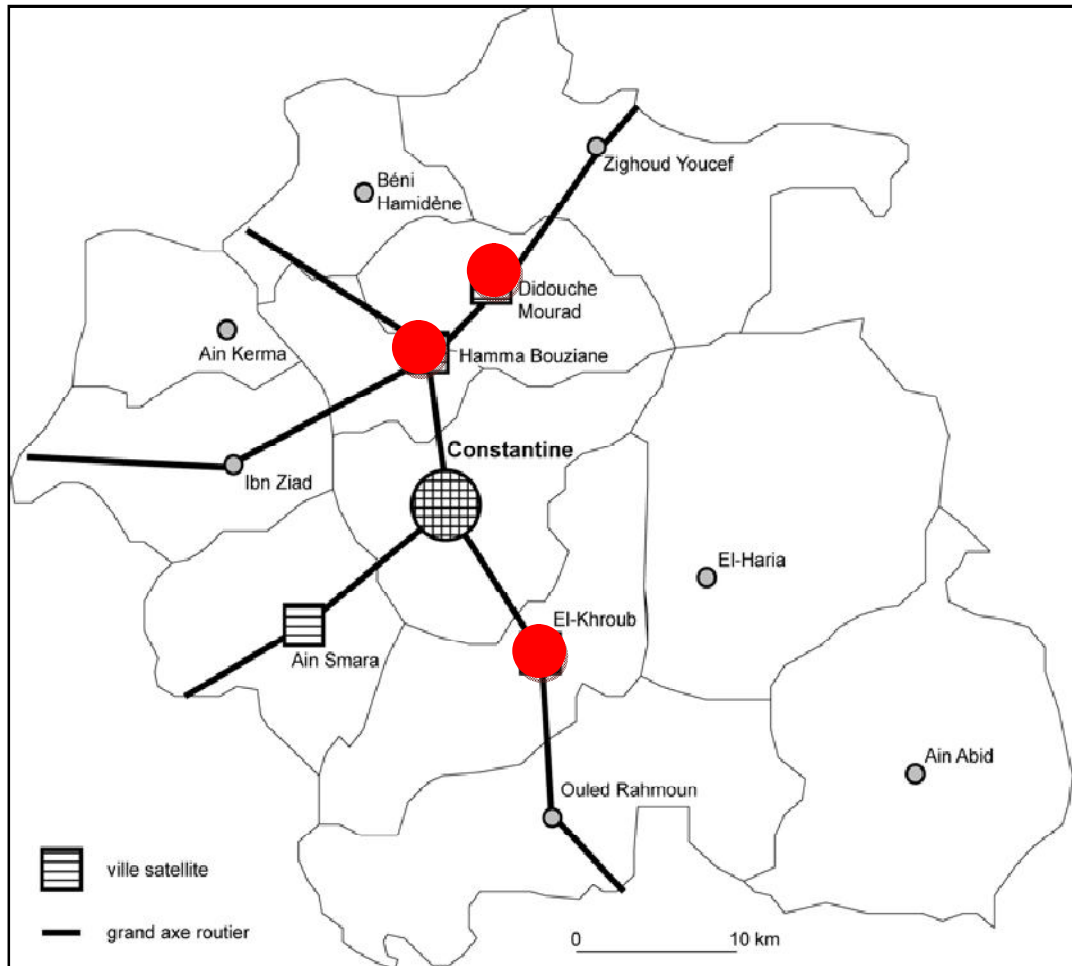 Zighoud Youcef
Béni
Hamidène
Didouche
Mourad
Ain Kerma
Hamma Bouziane
Constantine
Ibn Ziad
El-Haria
El-Khroub
Ain Smara
Ain Abid
Ouled Rahmoun
ville satellite
grand axe routier
0 10 km